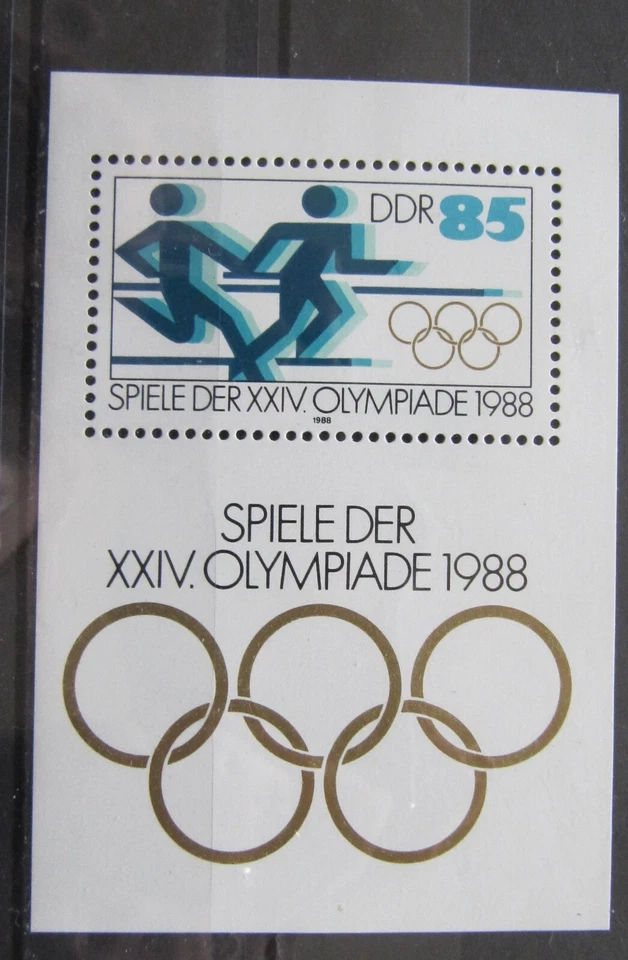 DDR 85
SPIELE DER XXIV. OLYMPIADE 1988
1988
SPIELE DER
XXIV. OLYMPIADE 1988